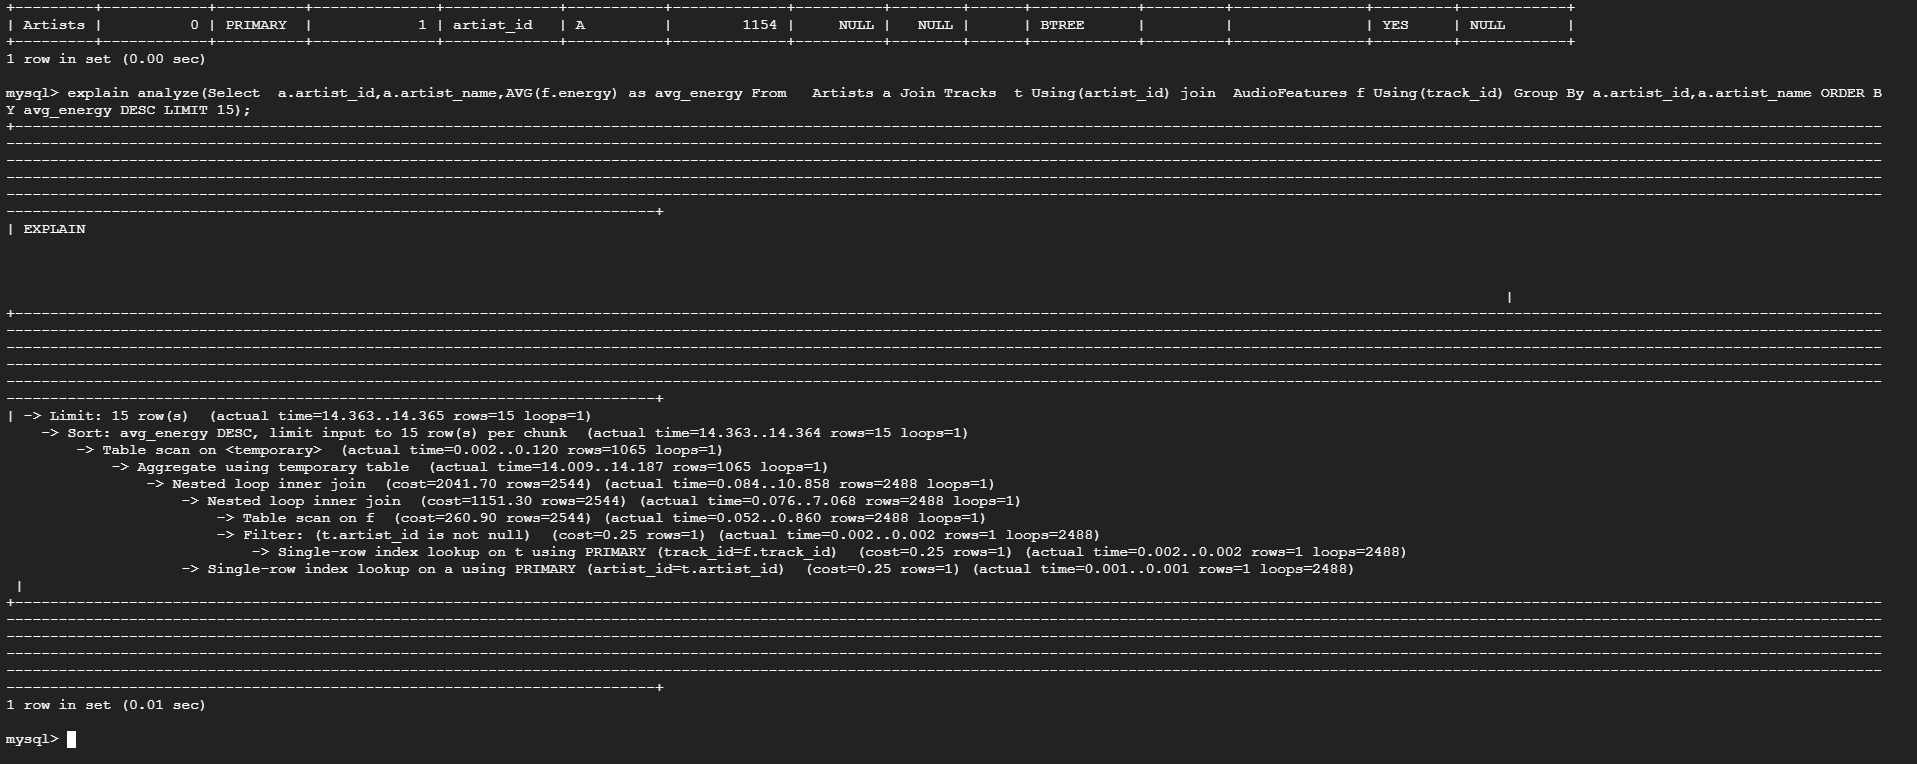 | Artists |          0 | PRIMARY  |            1 | artist_id   | A         |        1154 |     NULL |   NULL |      | BTREE      |         |               | YES     | NULL       |
1 row in set (0.00 sec)
mysql> explain analyze(Select  a.artist_id,a.artist_name,AVG(f.energy) as avg_energy From   Artists a Join Tracks  t Using(artist_id) join  AudioFeatures f Using(track_id) Group By a.artist_id,a.artist_name ORDER B
Y avg_energy DESC LIMIT 15);
| EXPLAIN
|
| -> Limit: 15 row(s)  (actual time=14.363..14.365 rows=15 loops=1)
    -> Sort: avg_energy DESC, limit input to 15 row(s) per chunk  (actual time=14.363..14.364 rows=15 loops=1)
        -> Table scan on <temporary>  (actual time=0.002..0.120 rows=1065 loops=1)
            -> Aggregate using temporary table  (actual time=14.009..14.187 rows=1065 loops=1)
                -> Nested loop inner join  (cost=2041.70 rows=2544) (actual time=0.084..10.858 rows=2488 loops=1)
                    -> Nested loop inner join  (cost=1151.30 rows=2544) (actual time=0.076..7.068 rows=2488 loops=1)
                        -> Table scan on f  (cost=260.90 rows=2544) (actual time=0.052..0.860 rows=2488 loops=1)
                        -> Filter: (t.artist_id is not null)  (cost=0.25 rows=1) (actual time=0.002..0.002 rows=1 loops=2488)
                            -> Single-row index lookup on t using PRIMARY (track_id=f.track_id)  (cost=0.25 rows=1) (actual time=0.002..0.002 rows=1 loops=2488)
                    -> Single-row index lookup on a using PRIMARY (artist_id=t.artist_id)  (cost=0.25 rows=1) (actual time=0.001..0.001 rows=1 loops=2488)
 |
1 row in set (0.01 sec)
mysql>